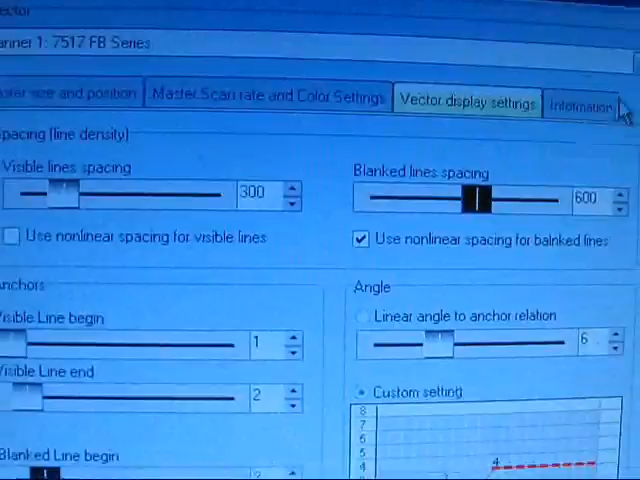 ector
anner 1: 7517 FB Series
aster size and position
Master Scan rate and Color Settings
Vector display settings
Information
Spacing (line density)
Visible lines spacing
300
Blanked lines spacing
600
Use nonlinear spacing for visible lines
Use nonlinear spacing for balnked lines
Anchors
Visible Line begin
1
Visible Line end
2
Blanked Line begin
Angle
Linear angle to anchor relation
6
Custom setting
8
7
6
5
4
4